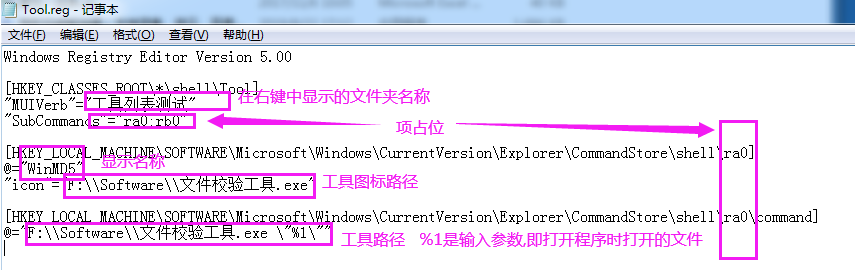 Tool.reg - 记事本
文件(F) 编辑(E) 格式(O) 查看(V) 帮助(H)
Windows Registry Editor Version 5.00
[HKEY_CLASSES_ROOT\*\shell\Tool]
"MUIVerb"="工具列表测试" 在右键中显示的文件夹名称
"SubCommands"="ra0;rb0" 项占位
[HKEY_LOCAL_MACHINE\SOFTWARE\Microsoft\Windows\CurrentVersion\Explorer\CommandStore\shell\ra0]
@="WinMD5" 显示名称
"icon"="F:\\Software\\文件校验工具.exe" 工具图标路径
[HKEY_LOCAL_MACHINE\SOFTWARE\Microsoft\Windows\CurrentVersion\Explorer\CommandStore\shell\ra0\command]
@="F:\\Software\\文件校验工具.exe \"%1\"" 工具路径 %1是输入参数,即打开程序时打开的文件